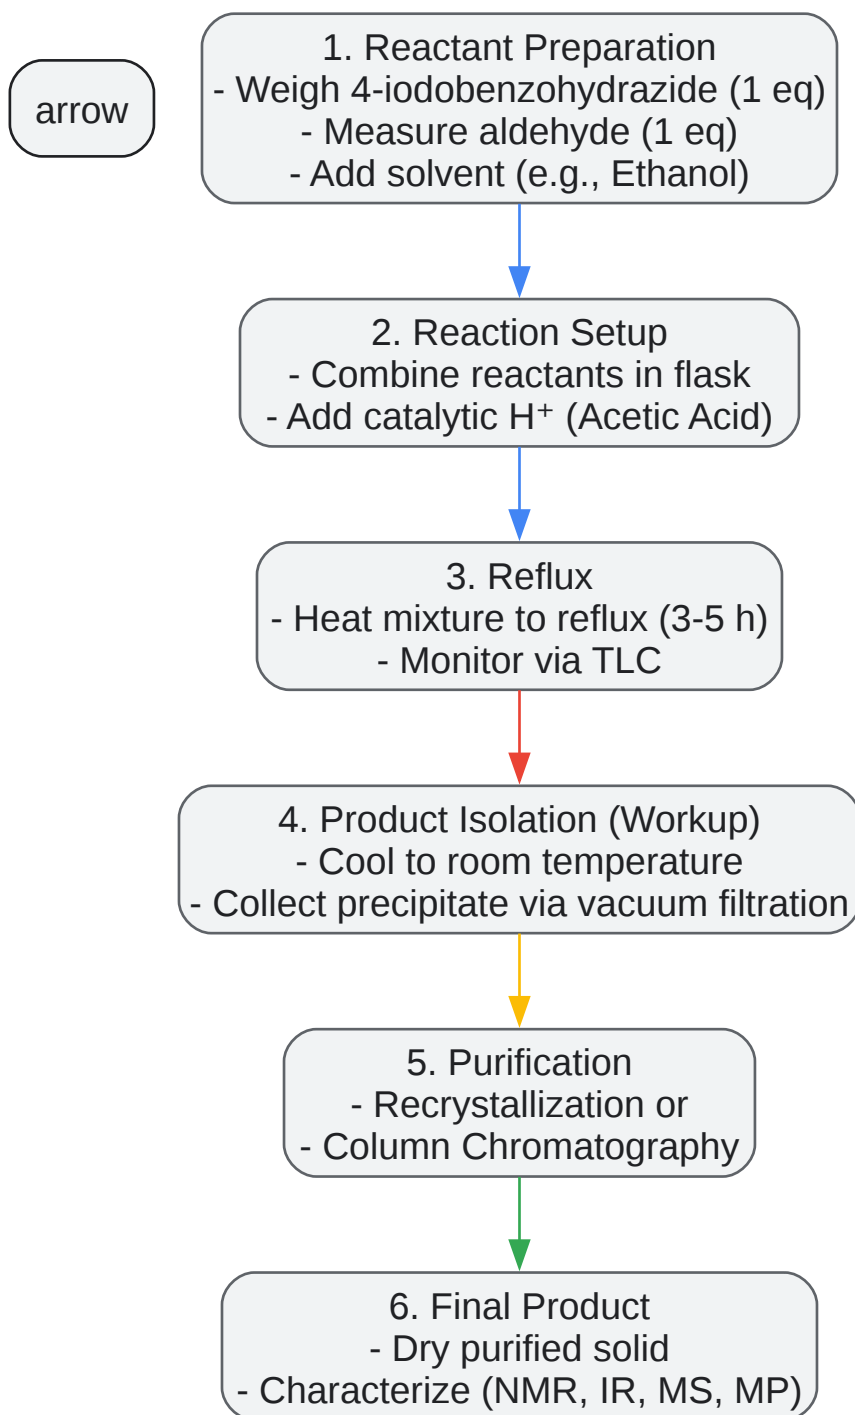 arrow
1. Reactant Preparation
- Weigh 4-iodobenzohydrazide (1 eq)
- Measure aldehyde (1 eq)
- Add solvent (e.g., Ethanol)
2. Reaction Setup
- Combine reactants in flask
- Add catalytic H⁺ (Acetic Acid)
3. Reflux
- Heat mixture to reflux (3-5 h)
- Monitor via TLC
4. Product Isolation (Workup)
- Cool to room temperature
- Collect precipitate via vacuum filtration
5. Purification
- Recrystallization or
- Column Chromatography
6. Final Product
- Dry purified solid
- Characterize (NMR, IR, MS, MP)